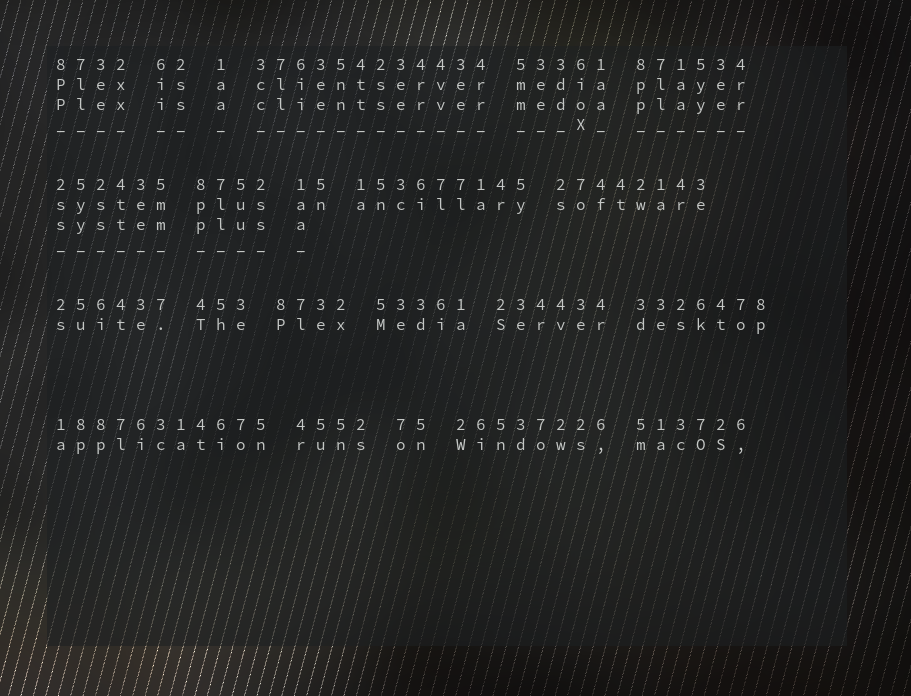 8 7 3 2   6 2   1   3 7 6 3 5 4 2 3 4 4 3 4   5 3 3 6 1   8 7 1 5 3 4
P l e x   i s   a   c l i e n t s e r v e r   m e d i a   p l a y e r
P l e x   i s   a   c l i e n t s e r v e r   m e d o a   p l a y e r
_ _ _ _   _ _   _   _ _ _ _ _ _ _ _ _ _ _ _   _ _ _ X _   _ _ _ _ _ _
2 5 2 4 3 5   8 7 5 2   1 5   1 5 3 6 7 7 1 4 5   2 7 4 4 2 1 4 3
s y s t e m   p l u s   a n   a n c i l l a r y   s o f t w a r e
s y s t e m   p l u s   a
_ _ _ _ _ _   _ _ _ _   _
2 5 6 4 3 7   4 5 3   8 7 3 2   5 3 3 6 1   2 3 4 4 3 4   3 3 2 6 4 7 8
s u i t e .   T h e   P l e x   M e d i a   S e r v e r   d e s k t o p
1 8 8 7 6 3 1 4 6 7 5   4 5 5 2   7 5   2 6 5 3 7 2 2 6   5 1 3 7 2 6
a p p l i c a t i o n   r u n s   o n   W i n d o w s ,   m a c O S ,